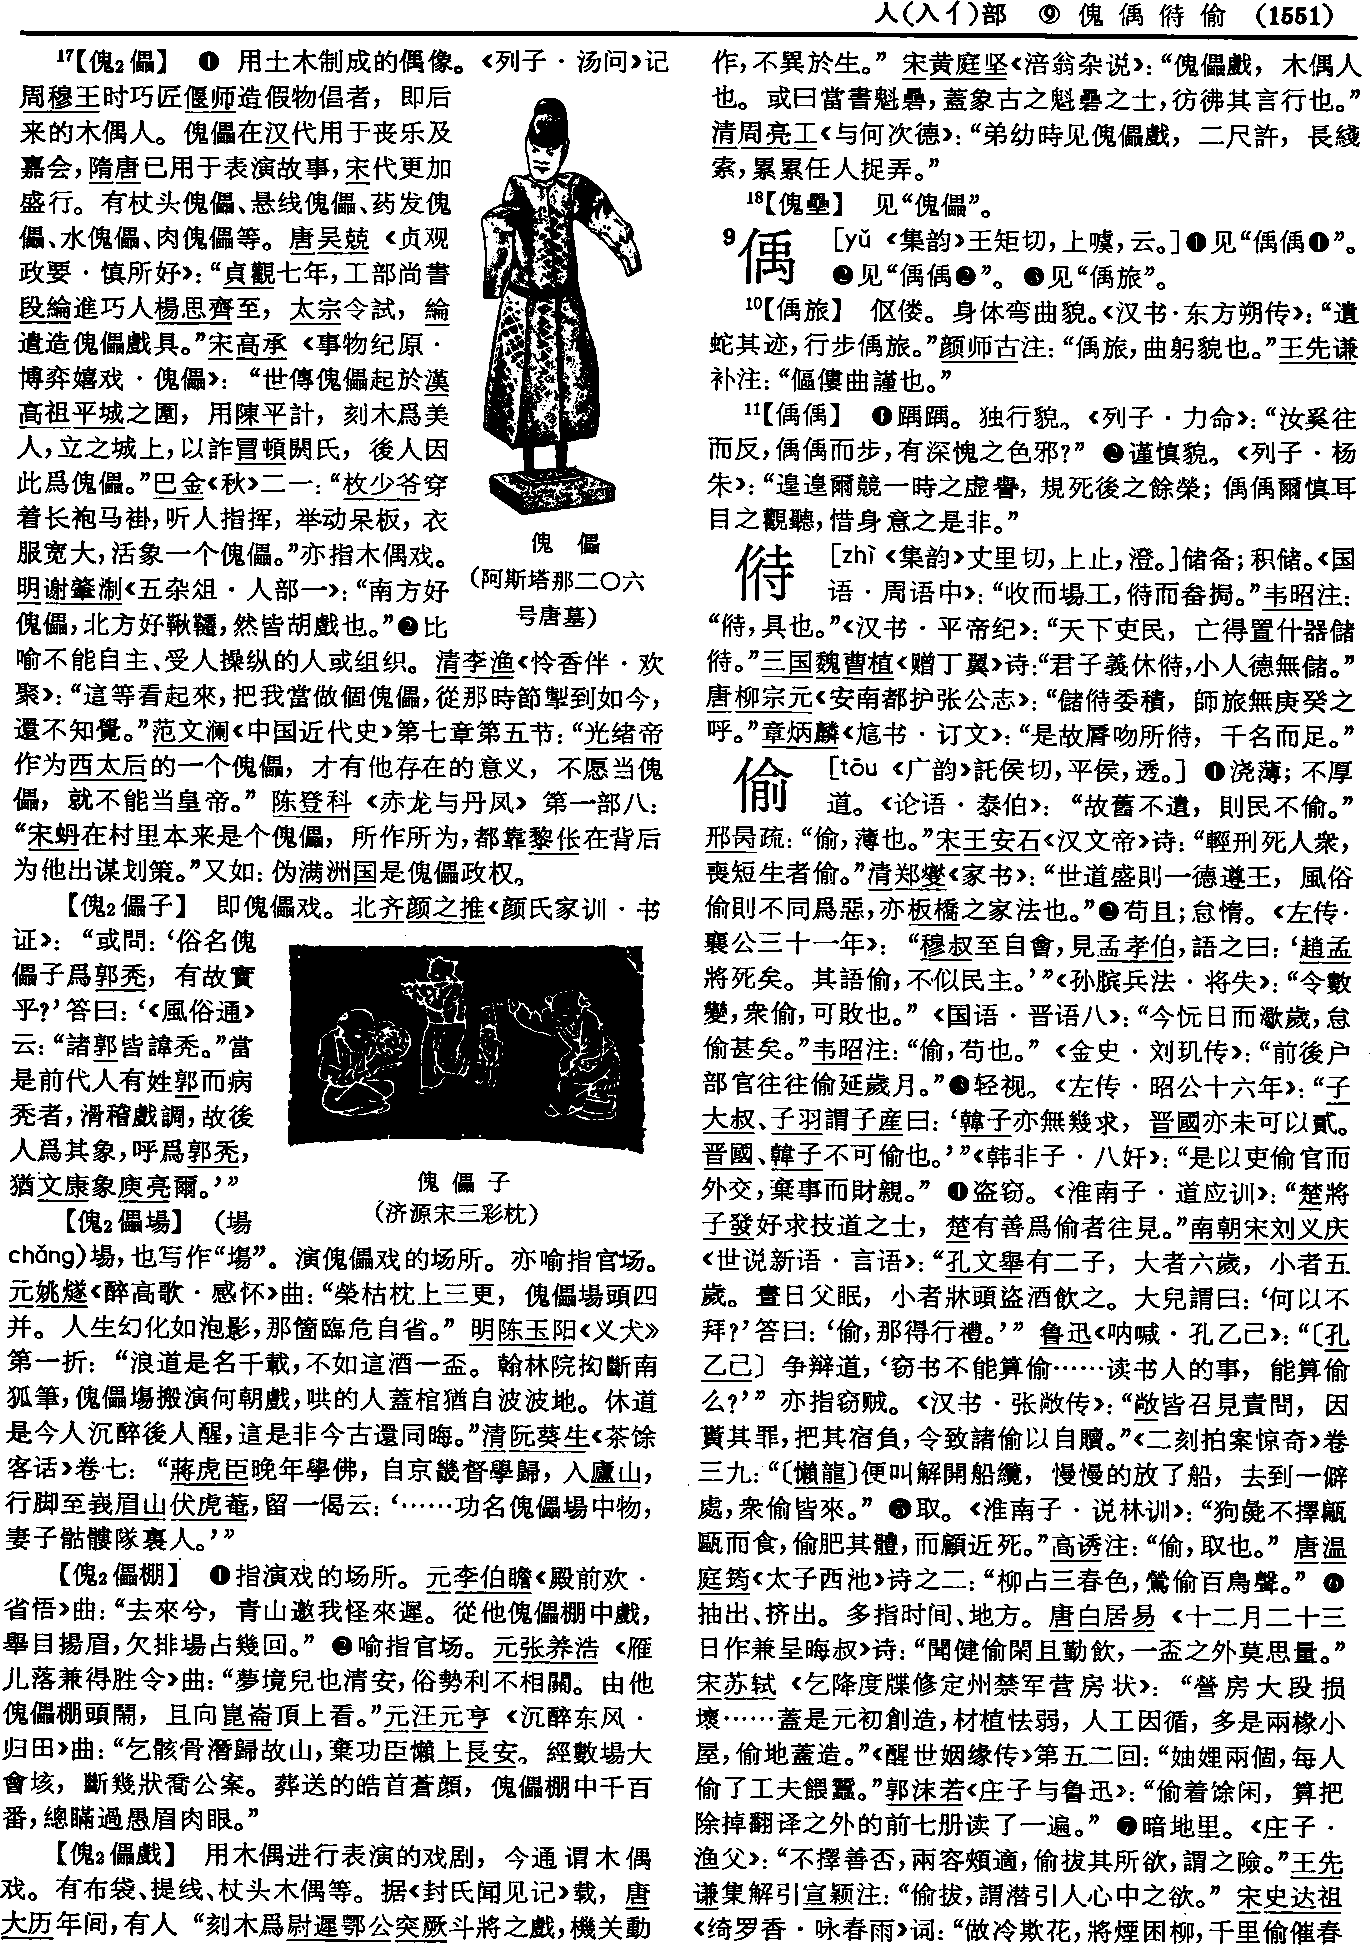 人(入亻)部　⑨　傀偊偫偷　(1551)
17【傀2儡】　❶　用土木制成的偶像。《列子·汤问》记
周穆王时巧匠偃师造假物倡者，即后
来的木偶人。傀儡在汉代用于丧乐及
嘉会，隋唐已用于表演故事，宋代更加
盛行。有杖头傀儡、悬线傀儡、药发傀
儡、水傀儡、肉傀儡等。唐吴兢《贞观
政要·慎所好》：“貞觀七年，工部尚書
段綸進巧人楊思齊至，太宗令試，綸
遣造傀儡戲具。”宋高承《事物纪原·
博弈嬉戏·傀儡》：“世傳傀儡起於漢
高祖平城之圍，用陳平計，刻木爲美
人，立之城上，以詐冒頓閼氏，後人因
此爲傀儡。”巴金《秋》二一：“枚少爷穿
着长袍马褂，听人指挥，举动呆板，衣
服宽大，活象一个傀儡。”亦指木偶戏。
明谢肇淛《五杂俎·人部一》：“南方好
傀儡，北方好鞦韆，然皆胡戲也。”❷比
喻不能自主、受人操纵的人或组织。清李渔《怜香伴·欢
聚》：“這等看起來，把我當做個傀儡，從那時節掣到如今，
還不知覺。”范文澜《中国近代史》第七章第五节：“光绪帝
作为西太后的一个傀儡，才有他存在的意义，不愿当傀
儡，就不能当皇帝。”陈登科《赤龙与丹凤》第一部八：
“宋蚒在村里本来是个傀儡，所作所为，都靠黎伥在背后
为他出谋划策。”又如：伪满洲国是傀儡政权。
傀　儡
(阿斯塔那二〇六
号唐墓)
【傀2儡子】　即傀儡戏。北齐颜之推《颜氏家训·书
证》：“或問：‘俗名傀
儡子爲郭禿，有故實
乎？’答曰：‘《風俗通》
云：“諸郭皆諱禿。”當
是前代人有姓郭而病
禿者，滑稽戲調，故後
人爲其象，呼爲郭禿，
猶文康象庾亮爾。’”
傀儡子
(济源宋三彩枕)
【傀2儡場】　(場
chǎng)場，也写作“塲”。演傀儡戏的场所。亦喻指官场。
元姚燧《醉高歌·感怀》曲：“榮枯枕上三更，傀儡場頭四
并。人生幻化如泡影，那箇臨危自省。”明陈玉阳《义犬》
第一折：“浪道是名千載，不如這酒一盃。翰林院抝斷南
狐筆，傀儡塲搬演何朝戲，哄的人蓋棺猶自波波地。休道
是今人沉醉後人醒，這是非今古還同晦。”清阮葵生《茶馀
客话》卷七：“蔣虎臣晚年學佛，自京畿督學歸，入廬山，
行脚至峩眉山伏虎菴，留一偈云：‘……功名傀儡場中物，
妻子骷髏隊裏人。’”
【傀2儡棚】　❶指演戏的场所。元李伯瞻《殿前欢·
省悟》曲：“去來兮，青山邀我怪來遲。從他傀儡棚中戲，
舉目揚眉，欠排場占幾回。”❷喻指官场。元张养浩《雁
儿落兼得胜令》曲：“夢境兒也清安，俗勢利不相關。由他
傀儡棚頭鬧，且向崑崙頂上看。”元汪元亨《沉醉东风·
归田》曲：“乞骸骨潛歸故山，棄功臣懶上長安。經數場大
會垓，斷幾狀喬公案。葬送的皓首蒼顔，傀儡棚中千百
番，總瞞過愚眉肉眼。”
【傀2儡戲】　用木偶进行表演的戏剧，今通谓木偶
戏。有布袋、提线、杖头木偶等。据《封氏闻见记》载，唐
大历年间，有人“刻木爲尉遲鄂公突厥斗將之戲，機关動
作，不異於生。”宋黄庭坚《涪翁杂说》：“傀儡戲，木偶人
也。或曰當書魁礨，蓋象古之魁礨之士，彷彿其言行也。”
清周亮工《与何次德》：“弟幼時见傀儡戲，二尺許，長綫
索，累累任人捉弄。”
18【傀壘】　见“傀儡”。
9偊　[yǔ《集韵》王矩切，上噳，云。]❶见“偊偊❶”。
❷见“偊偊❷”。❸见“偊旅”。
10【偊旅】　伛偻。身体弯曲貌。《汉书·东方朔传》：“遺
蛇其迹，行步偊旅。”颜师古注：“偊旅，曲躬貌也。”王先谦
补注：“傴僂曲謹也。”
11【偊偊】　❶踽踽。独行貌。《列子·力命》：“汝奚往
而反，偊偊而步，有深愧之色邪？”❷谨慎貌。《列子·杨
朱》：“遑遑爾競一時之虚譽，規死後之餘榮；偊偊爾慎耳
目之觀聽，惜身意之是非。”
偫　[zhì《集韵》丈里切，上止，澄。]储备；积储。《国
语·周语中》：“收而場工，偫而畚挶。”韦昭注：
“偫，具也。”《汉书·平帝纪》：“天下吏民，亡得置什器儲
偫。”三国魏曹植《赠丁翼》诗：“君子義休偫，小人德無儲。”
唐柳宗元《安南都护张公志》：“儲偫委積，師旅無庚癸之
呼。”章炳麟《訄书·订文》：“是故脣吻所偫，千名而足。”
偷　[tōu《广韵》託侯切，平侯，透。]❶浇薄；不厚
道。《论语·泰伯》：“故舊不遺，則民不偷。”
邢昺疏：“偷，薄也。”宋王安石《汉文帝》诗：“輕刑死人衆，
喪短生者偷。”清郑燮《家书》：“世道盛則一德遵王，風俗
偷則不同爲惡，亦板橋之家法也。”❷苟且；怠惰。《左传·
襄公三十一年》：“穆叔至自會，見孟孝伯，語之曰：‘趙孟
將死矣。其語偷，不似民主。’”《孙膑兵法·将失》：“令數
變，衆偷，可敗也。”《国语·晋语八》：“今忨日而㵣歲，怠
偷甚矣。”韦昭注：“偷，苟也。”《金史·刘玑传》：“前後户
部官往往偷延歲月。”❸轻视。《左传·昭公十六年》：“子
大叔、子羽謂子産曰：‘韓子亦無幾求，晋國亦未可以貳。
晋國、韓子不可偷也。’”《韩非子·八奸》：“是以吏偷官而
外交，棄事而財親。”❹盗窃。《淮南子·道应训》：“楚將
子發好求技道之士，楚有善爲偷者往見。”南朝宋刘义庆
《世说新语·言语》：“孔文舉有二子，大者六歲，小者五
歲。晝日父眠，小者牀頭盜酒飲之。大兒謂曰：‘何以不
拜？’答曰：‘偷，那得行禮。’”鲁迅《呐喊·孔乙己》：“〔孔
乙己〕争辩道，‘窃书不能算偷……读书人的事，能算偷
么？’”亦指窃贼。《汉书·张敞传》：“敞皆召見責問，因
貰其罪，把其宿負，令致諸偷以自贖。”《二刻拍案惊奇》卷
三九：“〔懶龍〕便叫解開船纜，慢慢的放了船，去到一僻
處，衆偷皆來。”❺取。《淮南子·说林训》：“狗彘不擇甂
甌而食，偷肥其體，而顧近死。”高诱注：“偷，取也。”唐温
庭筠《太子西池》诗之二：“柳占三春色，鶯偷百鳥聲。”❻
抽出、挤出。多指时间、地方。唐白居易《十二月二十三
日作兼呈晦叔》诗：“聞健偷閑且勤飲，一盃之外莫思量。”
宋苏轼《乞降度牒修定州禁军营房状》：“營房大段损
壞……蓋是元初創造，材植怯弱，人工因循，多是兩椽小
屋，偷地蓋造。”《醒世姻缘传》第五二回：“妯娌兩個，每人
偷了工夫餵蠶。”郭沫若《庄子与鲁迅》：“偷着馀闲，算把
除掉翻译之外的前七册读了一遍。”❼暗地里。《庄子·
渔父》：“不擇善否，兩容頰適，偷拔其所欲，謂之險。”王先
谦集解引宣颖注：“偷拔，謂潛引人心中之欲。”宋史达祖
《绮罗香·咏春雨》词：“做冷欺花，將煙困柳，千里偷催春